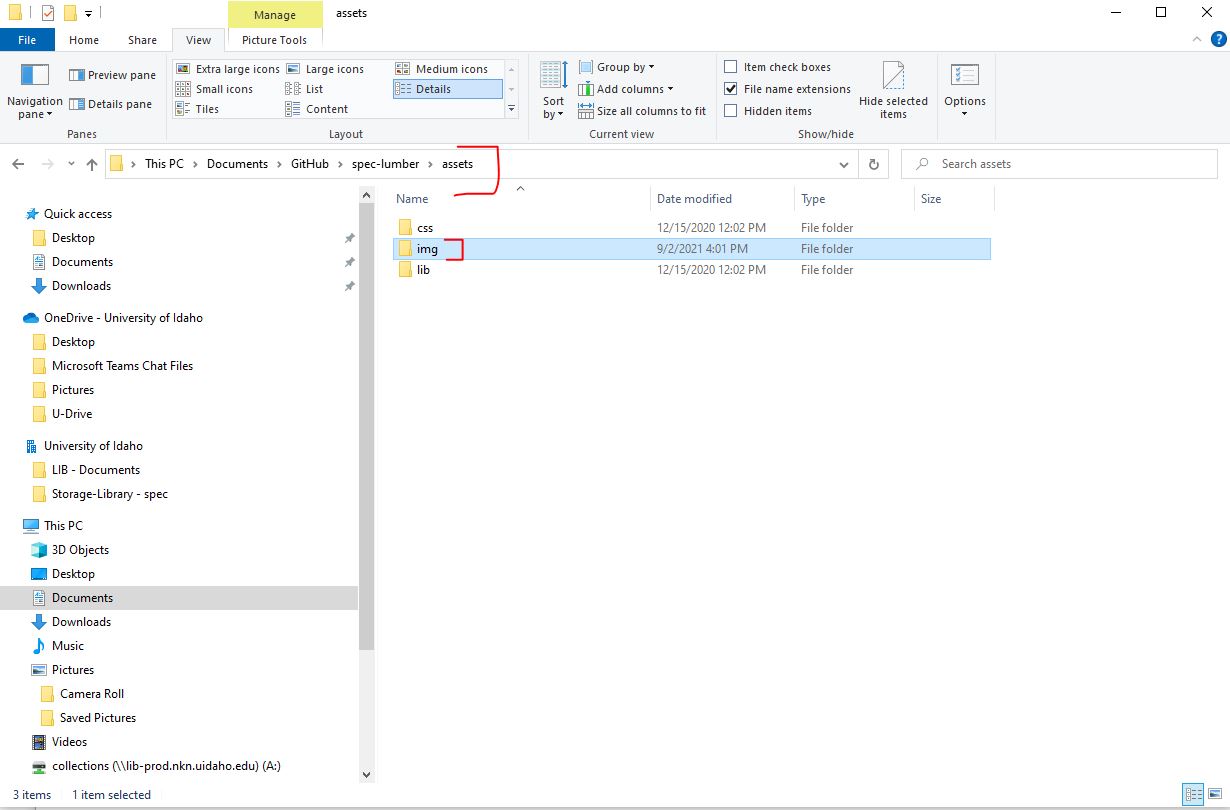 Manage
assets
File
Home
Share
View
Picture Tools
Navigation pane
Preview pane
Details pane
Panes
Extra large icons
Large icons
Medium icons
Small icons
List
Details
Tiles
Content
Layout
Sort by
Group by
Add columns
Size all columns to fit
Current view
Item check boxes
File name extensions
Hidden items
Hide selected items
Show/hide
Options
This PC > Documents > GitHub > spec-lumber > assets
Search assets
Name
Date modified
Type
Size
css 12/15/2020 12:02 PM File folder
img 9/2/2021 4:01 PM File folder
lib 12/15/2020 12:02 PM File folder
Quick access
Desktop
Documents
Downloads
OneDrive - University of Idaho
Desktop
Microsoft Teams Chat Files
Pictures
U-Drive
University of Idaho
LIB - Documents
Storage-Library - spec
This PC
3D Objects
Desktop
Documents
Downloads
Music
Pictures
Camera Roll
Saved Pictures
Videos
collections (\\lib-prod.nkn.uidaho.edu) (A:)
3 items
1 item selected